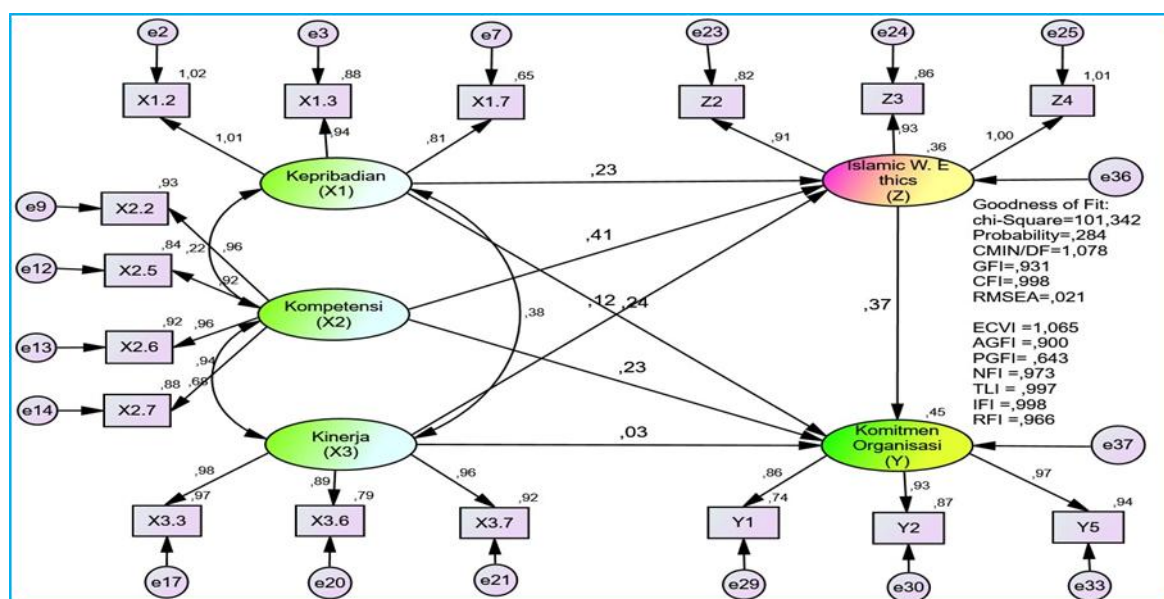 e2
e3
e7
e23
e24
e25
1,02
,88
,65
,82
,86
1,01
X1.2
X1.3
X1.7
Z2
Z3
Z4
1,01
,94
,81
,91
,93
1,00
,36
Kepribadian
(X1)
,23
Islamic W. E
thics
(Z)
e36
,93
e9
X2.2
,96
,22
,84
e12
X2.5
,92
,41
Kompetensi
(X2)
,12
,24
,38
,37
,92
e13
X2.6
,96
,94
,88
,68
e14
X2.7
,23
Goodness of Fit:
chi-Square=101,342
Probability=,284
CMIN/DF=1,078
GFI=,931
CFI=,998
RMSEA=,021
ECVI =1,065
AGFI =,900
PGFI =,643
NFI =,973
TLI =,997
IFI =,998
RFI =,966
Kinerja
(X3)
,03
,45
Komitmen
Organisasi
(Y)
e37
,98
,97
,89
,79
,96
,92
,86
,74
,93
,87
,97
,94
X3.3
X3.6
X3.7
Y1
Y2
Y5
e17
e20
e21
e29
e30
e33